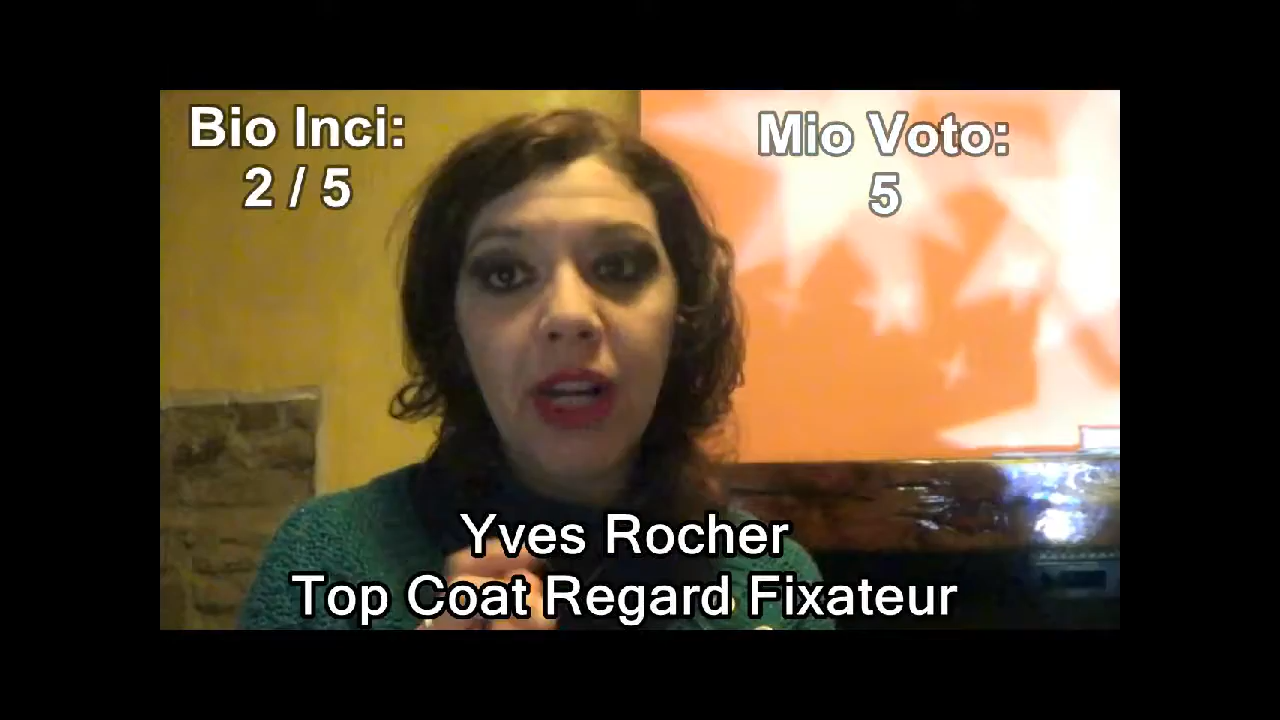 Bio Inci:
2 / 5
Mio Voto:
5
Yves Rocher
Top Coat Regard Fixateur